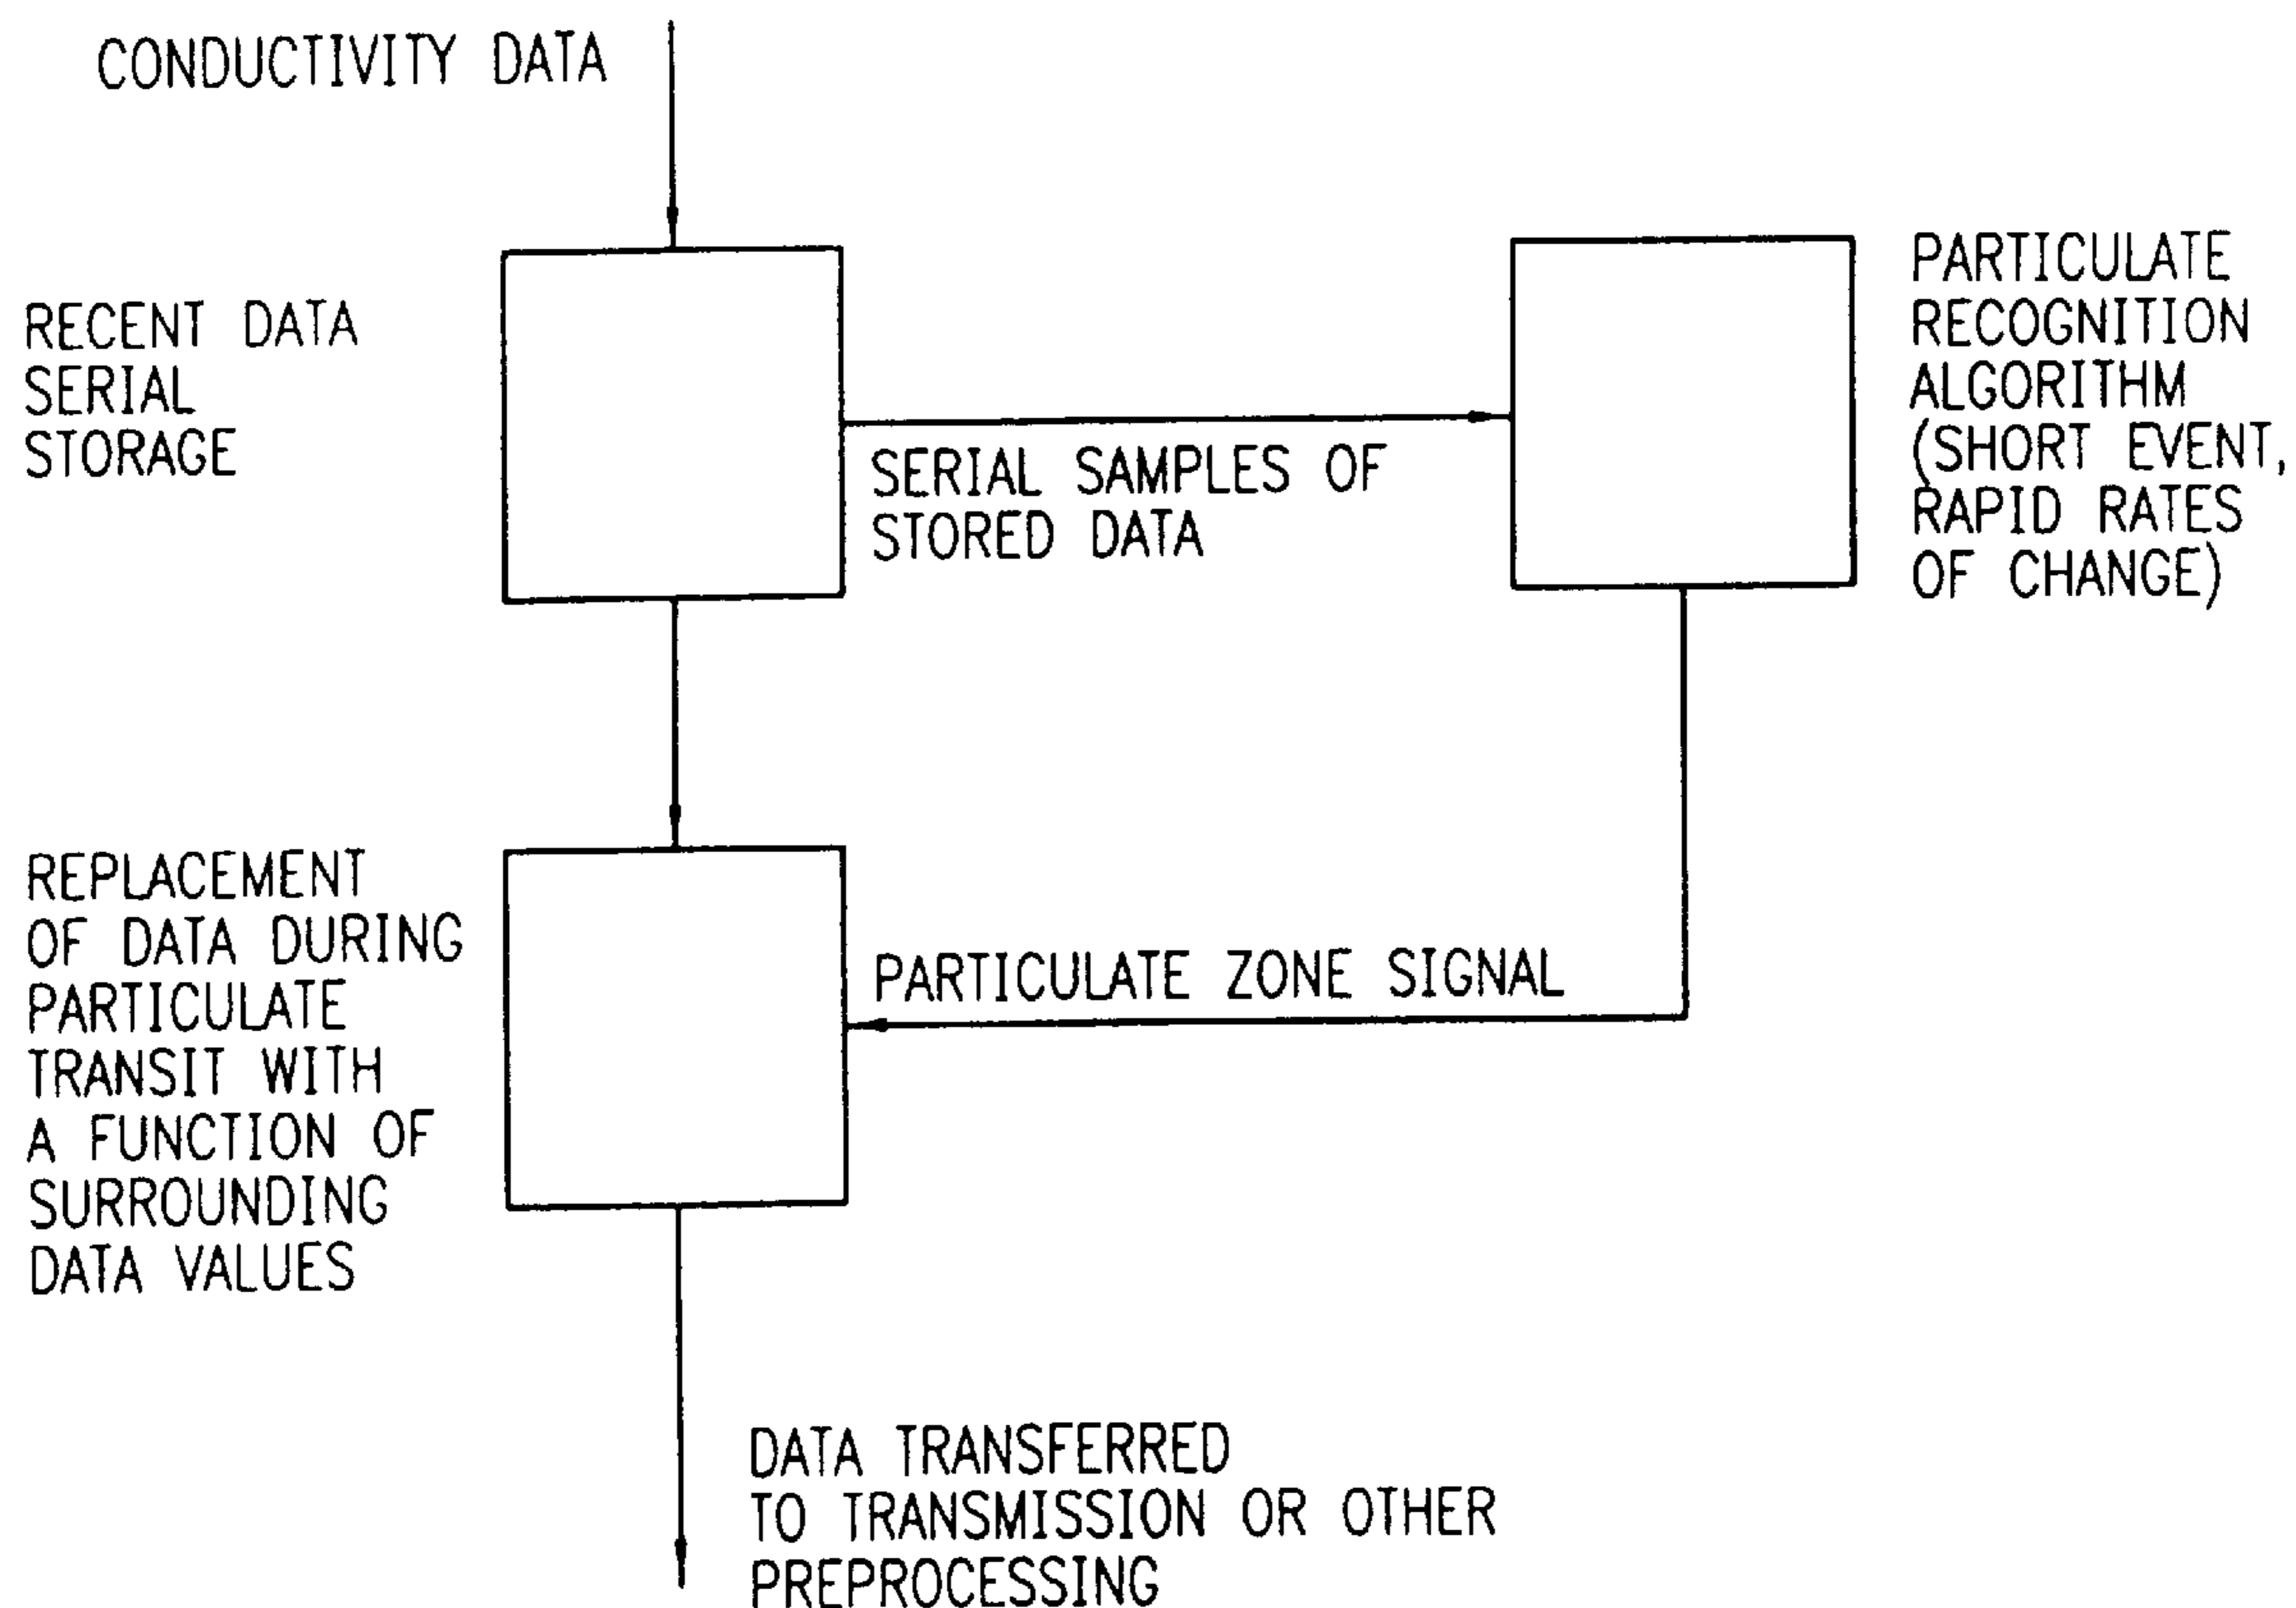 CONDUCTIVITY DATA
RECENT DATA
SERIAL
STORAGE
SERIAL SAMPLES OF
STORED DATA
PARTICULATE
RECOGNITION
ALGORITHM
(SHORT EVENT,
RAPID RATES
OF CHANGE)
REPLACEMENT
OF DATA DURING
PARTICULATE
TRANSIT WITH
A FUNCTION OF
SURROUNDING
DATA VALUES
PARTICULATE ZONE SIGNAL
DATA TRANSFERRED
TO TRANSMISSION OR OTHER
PREPROCESSING